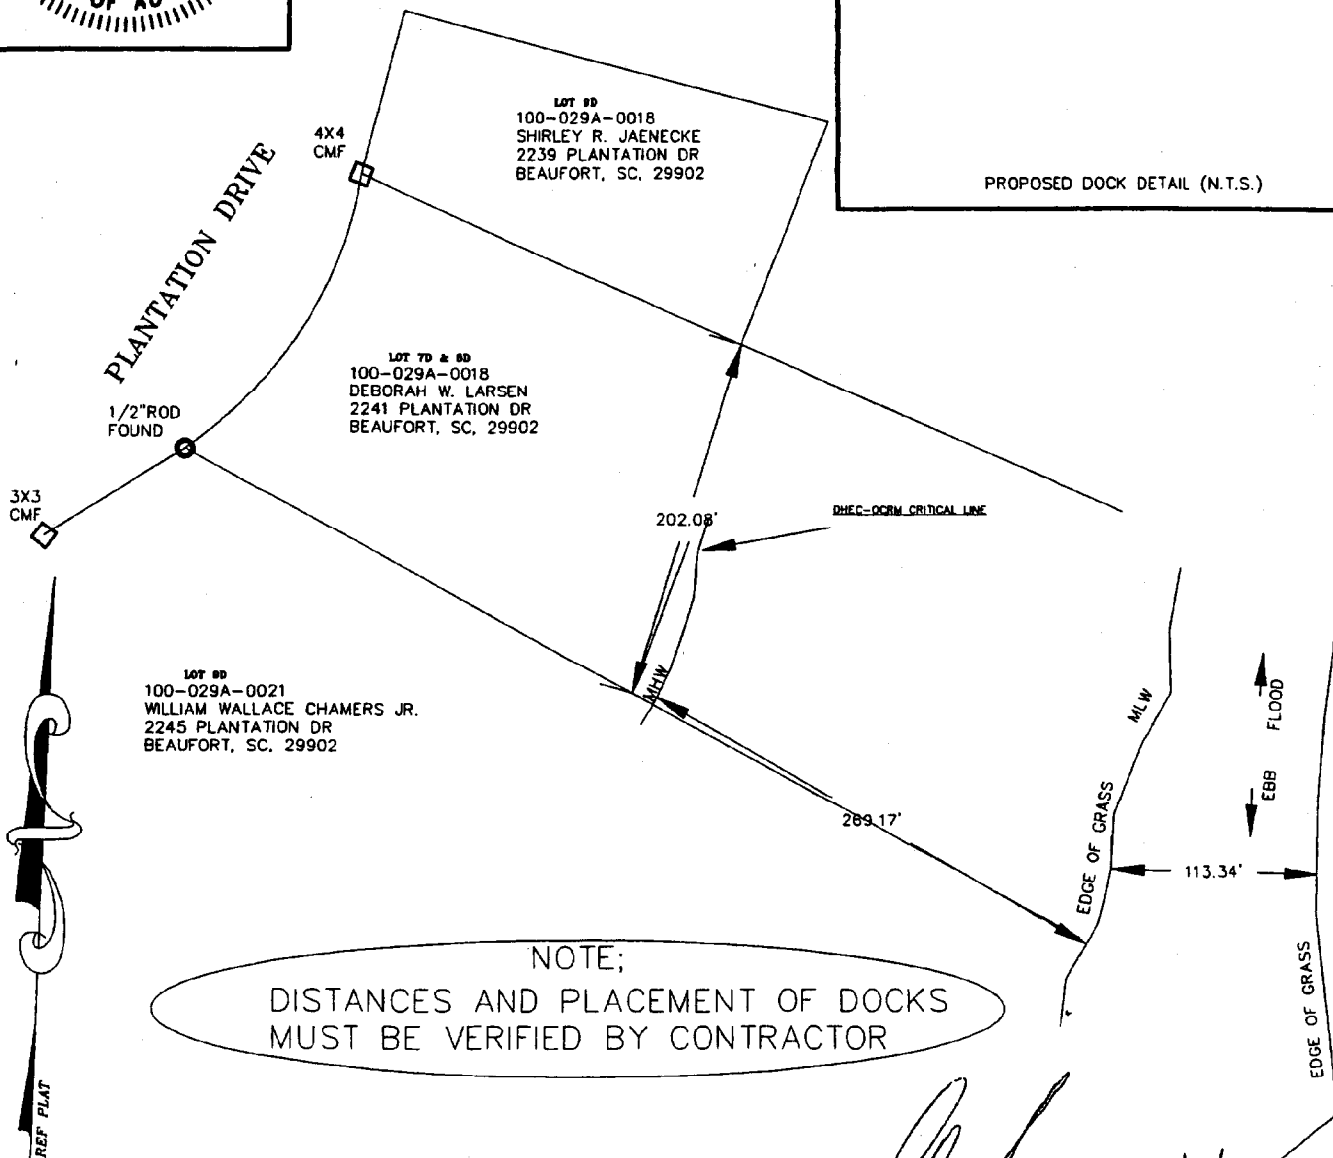 OF AU
LOT 9D
100-029A-0018
SHIRLEY R. JAENECKE
2239 PLANTATION DR
BEAUFORT, SC, 29902
PROPOSED DOCK DETAIL (N.T.S.)
4X4
CMF
PLANTATION DRIVE
LOT 7D & 8D
100-029A-0018
DEBORAH W. LARSEN
2241 PLANTATION DR
BEAUFORT, SC, 29902
1/2"ROD
FOUND
3X3
CMF
202.08'
DHEC-OCRM CRITICAL LINE
LOT 9D
100-029A-0021
WILLIAM WALLACE CHAMERS JR.
2245 PLANTATION DR
BEAUFORT, SC, 29902
MHW
MLW
FLOOD
EBB
269.17'
EDGE OF GRASS
113.34'
EDGE OF GRASS
NOTE;
DISTANCES AND PLACEMENT OF DOCKS
MUST BE VERIFIED BY CONTRACTOR
REF PLAT